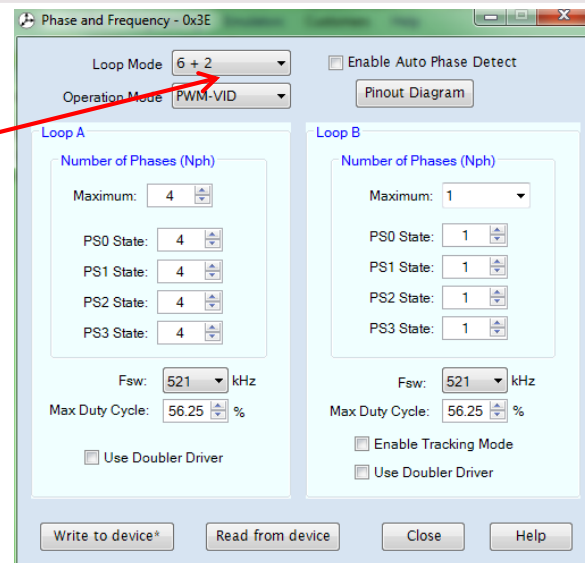 Phase and Frequency - 0x3E
Loop Mode 6 + 2
Enable Auto Phase Detect
Operation Mode PWM-VID
Pinout Diagram
Loop A
Number of Phases (Nph)
Maximum: 4
PS0 State: 4
PS1 State: 4
PS2 State: 4
PS3 State: 4
Fsw: 521 kHz
Max Duty Cycle: 56.25 %
Use Doubler Driver
Loop B
Number of Phases (Nph)
Maximum: 1
PS0 State: 1
PS1 State: 1
PS2 State: 1
PS3 State: 1
Fsw: 521 kHz
Max Duty Cycle: 56.25 %
Enable Tracking Mode
Use Doubler Driver
Write to device*
Read from device
Close
Help